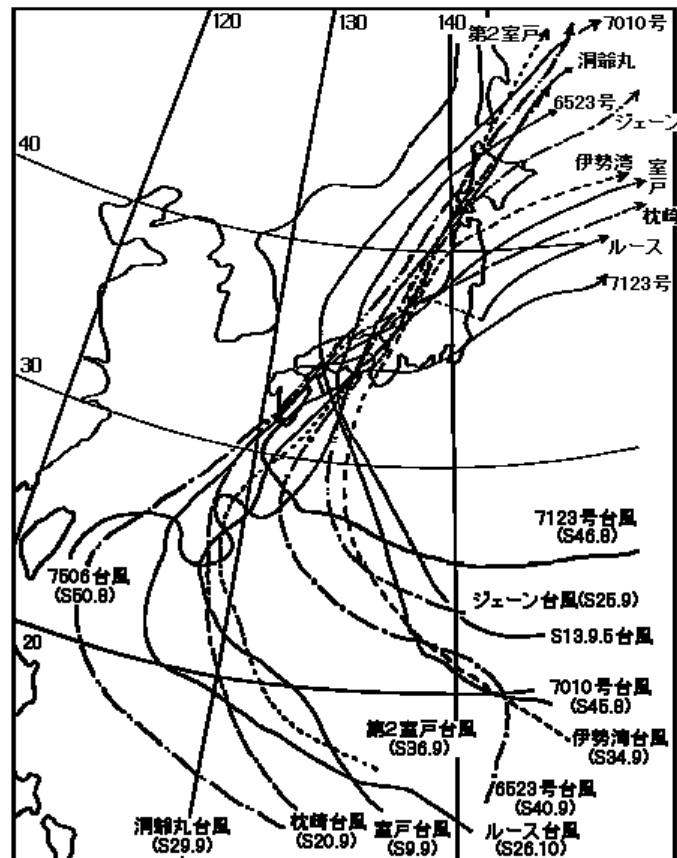 120
130
140
第2室戸
7010号
洞爺丸
6523号
ジェーン
伊勢湾
室戸
枕崎
ルース
7123号
40
30
20
7123号台風
(S46.8)
7506台風
(S50.8)
ジェーン台風(S25.9)
S13.9.5台風
7010号台風
(S45.8)
第2室戸台風
(S36.9)
伊勢湾台風
(S34.9)
6523号台風
(S40.9)
洞爺丸台風
(S29.9)
枕崎台風
(S20.9)
室戸台風
(S9.9)
ルース台風
(S26.10)